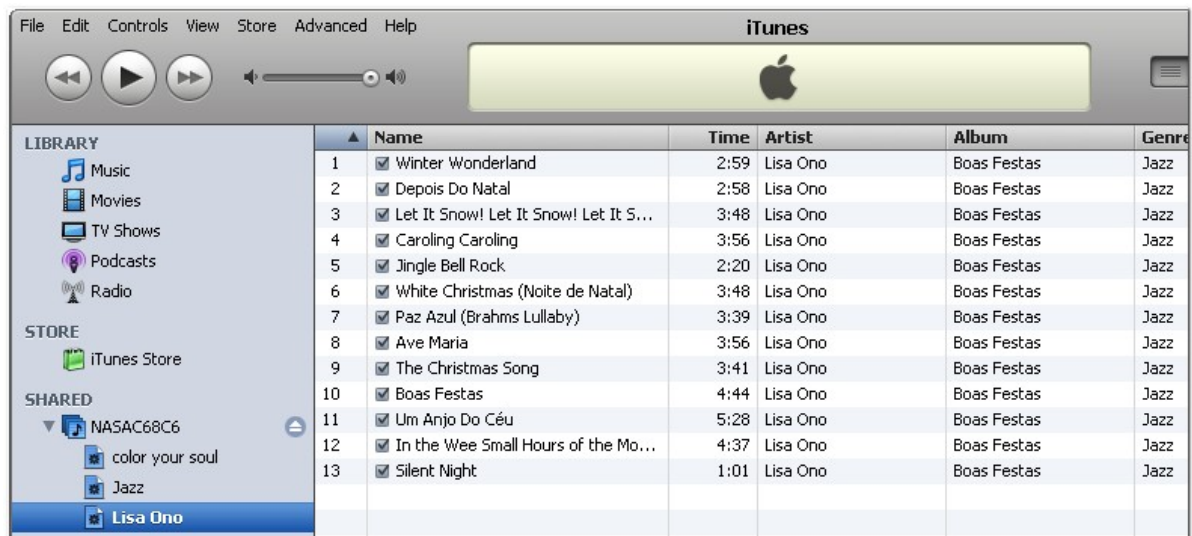 File Edit Controls View Store Advanced Help
iTunes
LIBRARY
Music
Movies
TV Shows
Podcasts
Radio
STORE
iTunes Store
SHARED
NASAC68C6
color your soul
Jazz
Lisa Ono
Name Time Artist Album Genre
1 Winter Wonderland 2:59 Lisa Ono Boas Festas Jazz
2 Depois Do Natal 2:58 Lisa Ono Boas Festas Jazz
3 Let It Snow! Let It Snow! Let It S... 3:48 Lisa Ono Boas Festas Jazz
4 Caroling Caroling 3:56 Lisa Ono Boas Festas Jazz
5 Jingle Bell Rock 2:20 Lisa Ono Boas Festas Jazz
6 White Christmas (Noite de Natal) 3:48 Lisa Ono Boas Festas Jazz
7 Paz Azul (Brahms Lullaby) 3:39 Lisa Ono Boas Festas Jazz
8 Ave Maria 3:56 Lisa Ono Boas Festas Jazz
9 The Christmas Song 3:41 Lisa Ono Boas Festas Jazz
10 Boas Festas 4:44 Lisa Ono Boas Festas Jazz
11 Um Anjo Do Céu 5:28 Lisa Ono Boas Festas Jazz
12 In the Wee Small Hours of the Mo... 4:37 Lisa Ono Boas Festas Jazz
13 Silent Night 1:01 Lisa Ono Boas Festas Jazz